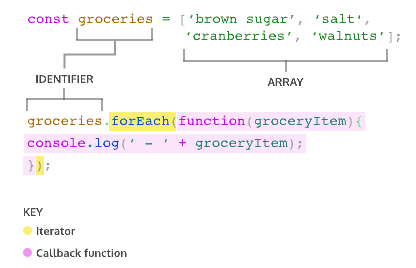 const groceries = [‘brown sugar’, ‘salt‘,
‘cranberries’, ‘walnuts’];
IDENTIFIER
ARRAY
groceries.forEach(function(groceryItem){
console.log(‘ – ’ + groceryItem);
});
KEY
Iterator
Callback function